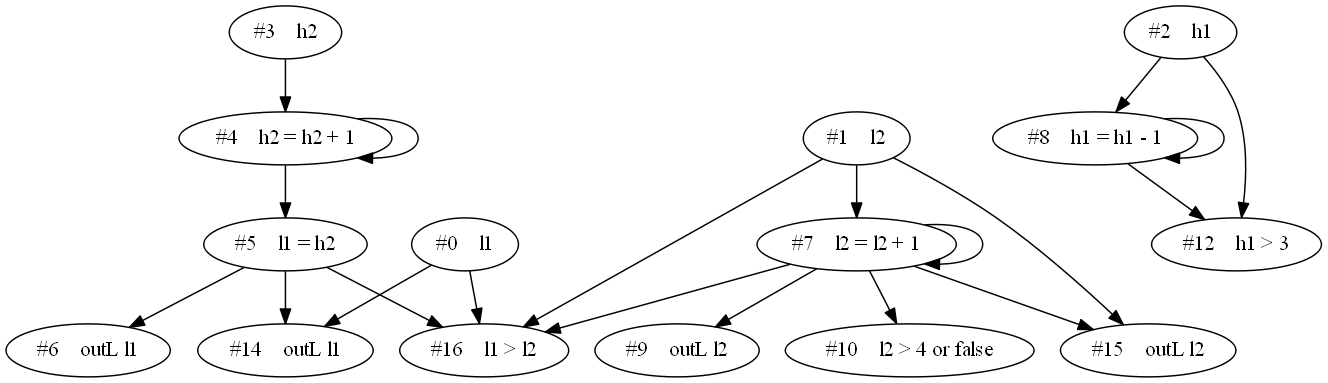 #3 h2
#2 h1
#4 h2 = h2 + 1
#1 l2
#8 h1 = h1 - 1
#5 l1 = h2
#0 l1
#7 l2 = l2 + 1
#12 h1 > 3
#6 outL l1
#14 outL l1
#16 l1 > l2
#9 outL l2
#10 l2 > 4 or false
#15 outL l2